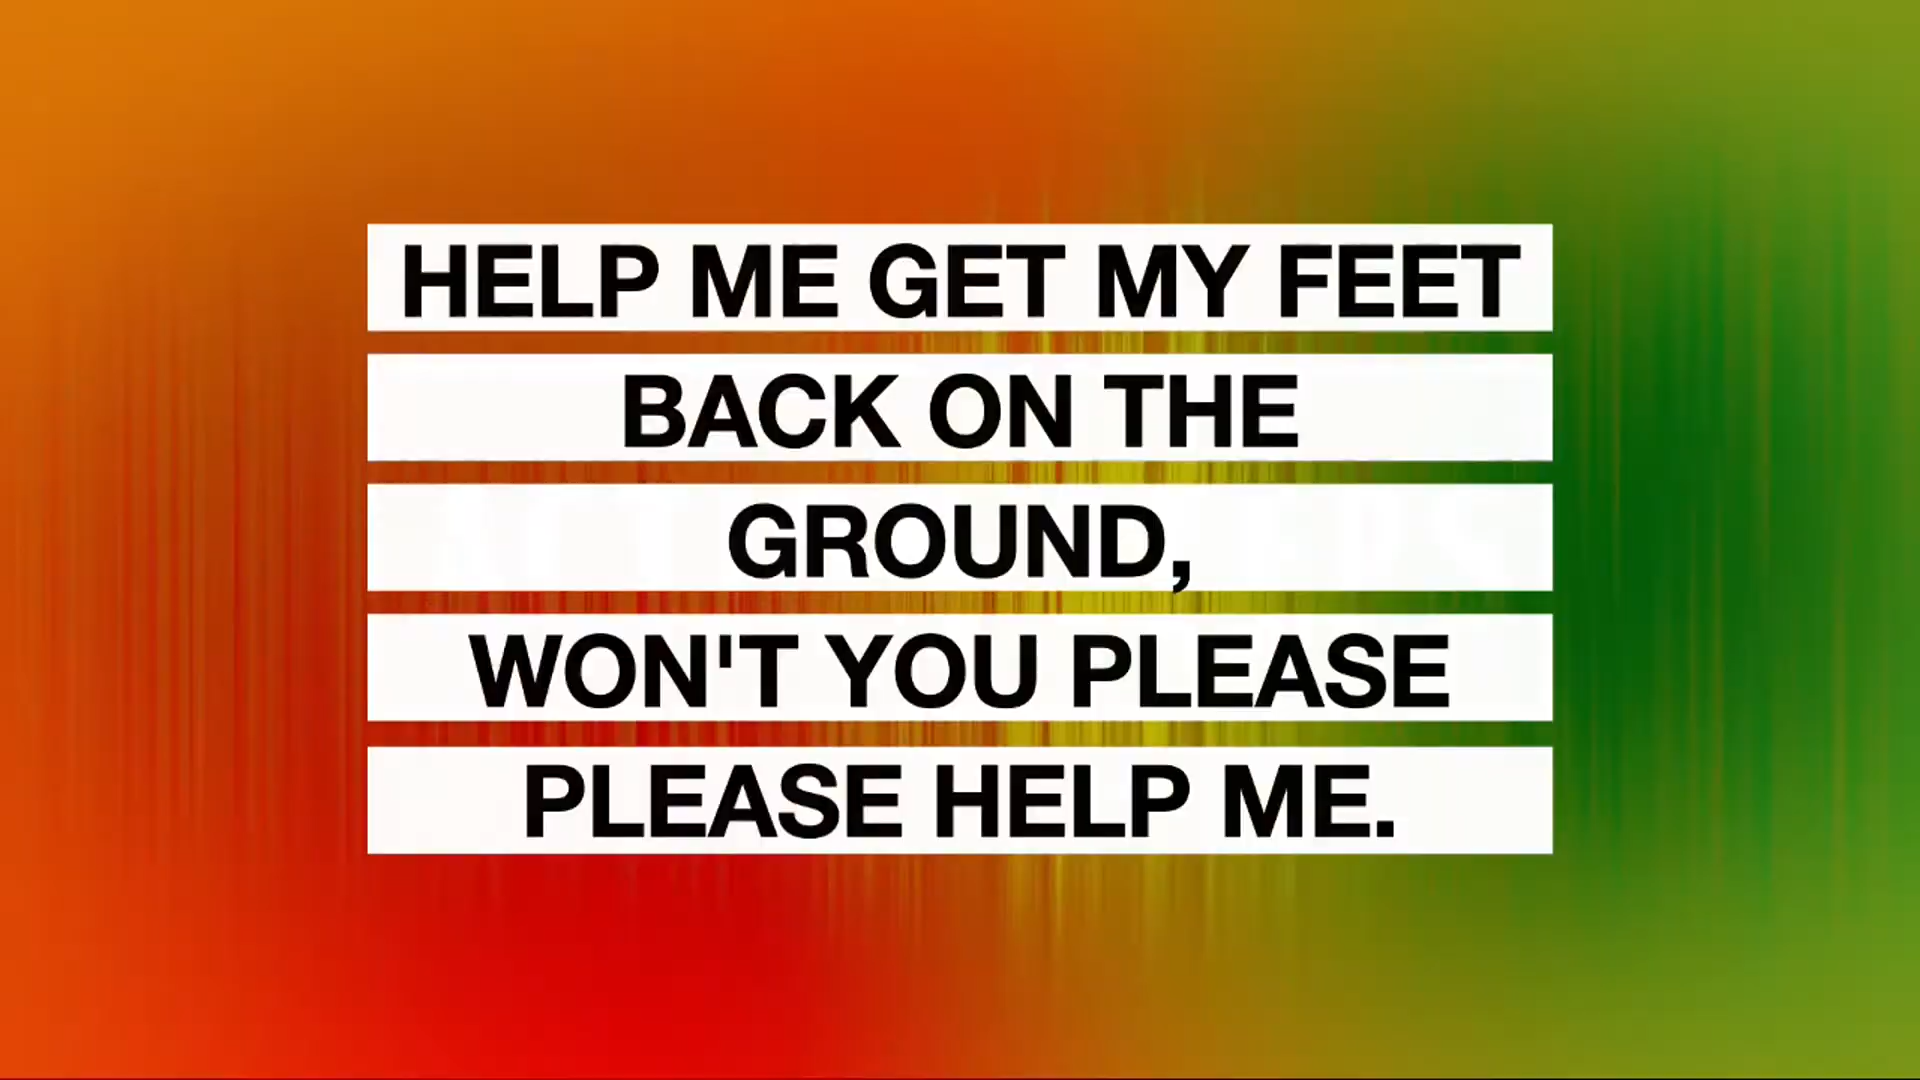 HELP ME GET MY FEET
BACK ON THE
GROUND,
WON'T YOU PLEASE
PLEASE HELP ME.